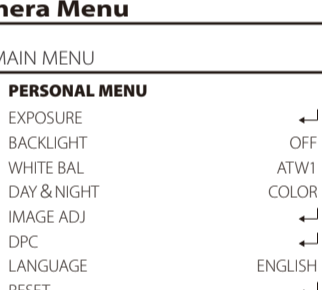 nera Menu
MAIN MENU
PERSONAL MENU
EXPOSURE ↵
BACKLIGHT OFF
WHITE BAL ATW1
DAY & NIGHT COLOR
IMAGE ADJ ↵
DPC ↵
LANGUAGE ENGLISH
RESET ↵